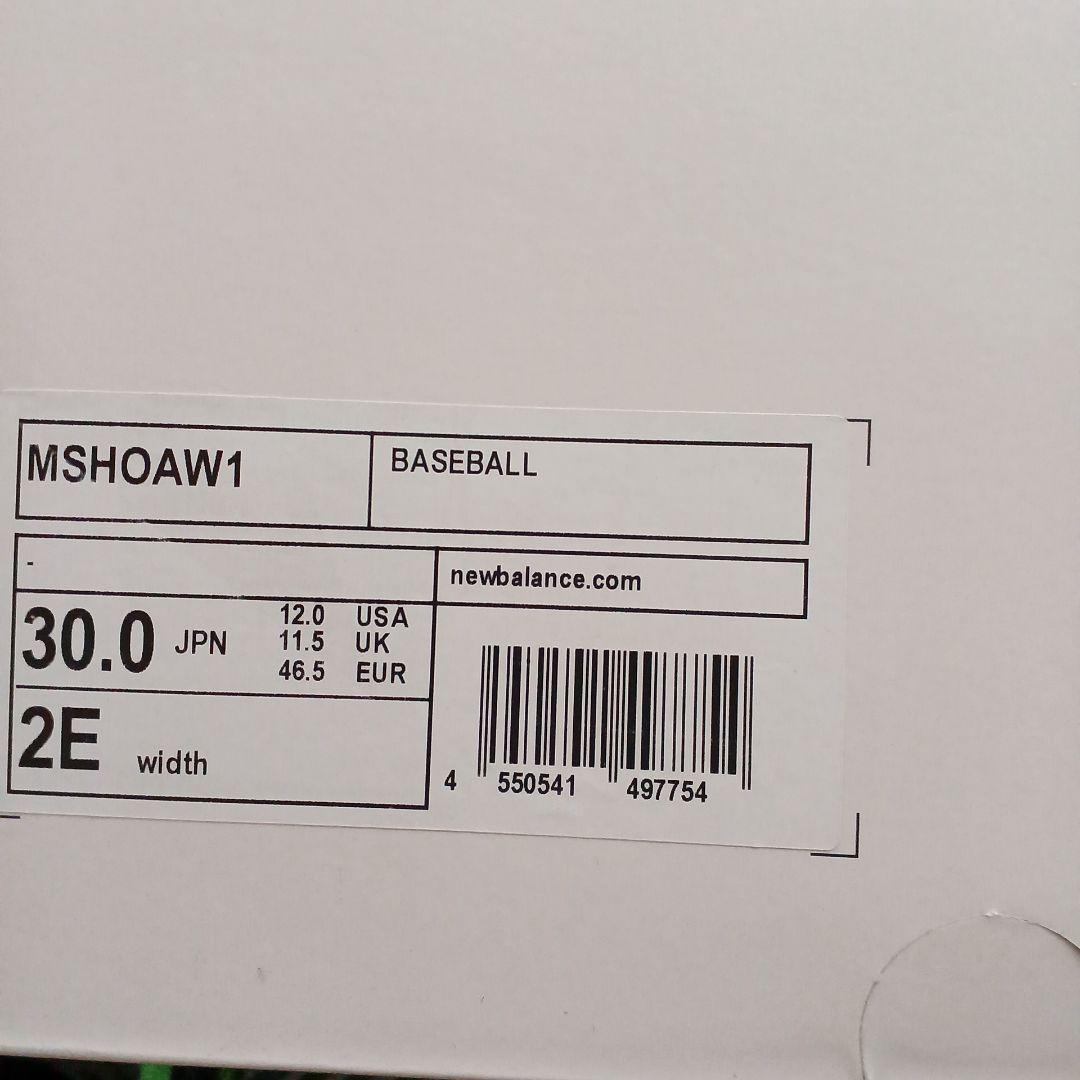 MSHOAW1
BASEBALL
-
newbalance.com
30.0 JPN
12.0 USA
11.5 UK
46.5 EUR
2E width
4 550541 497754